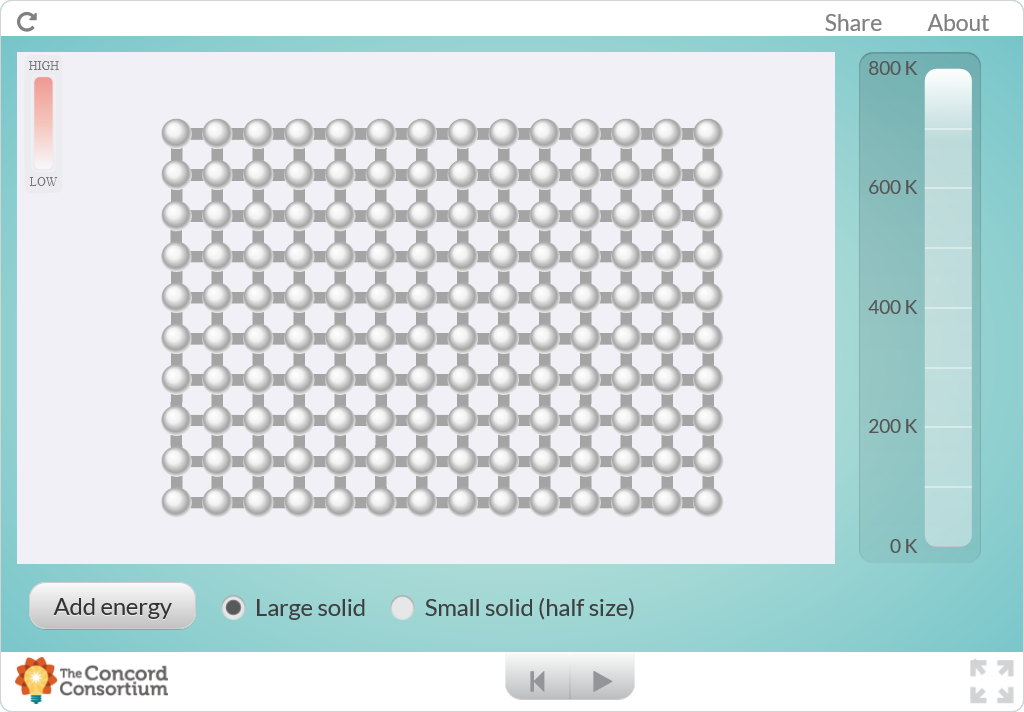 Share About
HIGH
LOW
800 K
600 K
400 K
200 K
0 K
Add energy
Large solid
Small solid (half size)
The Concord
Consortium